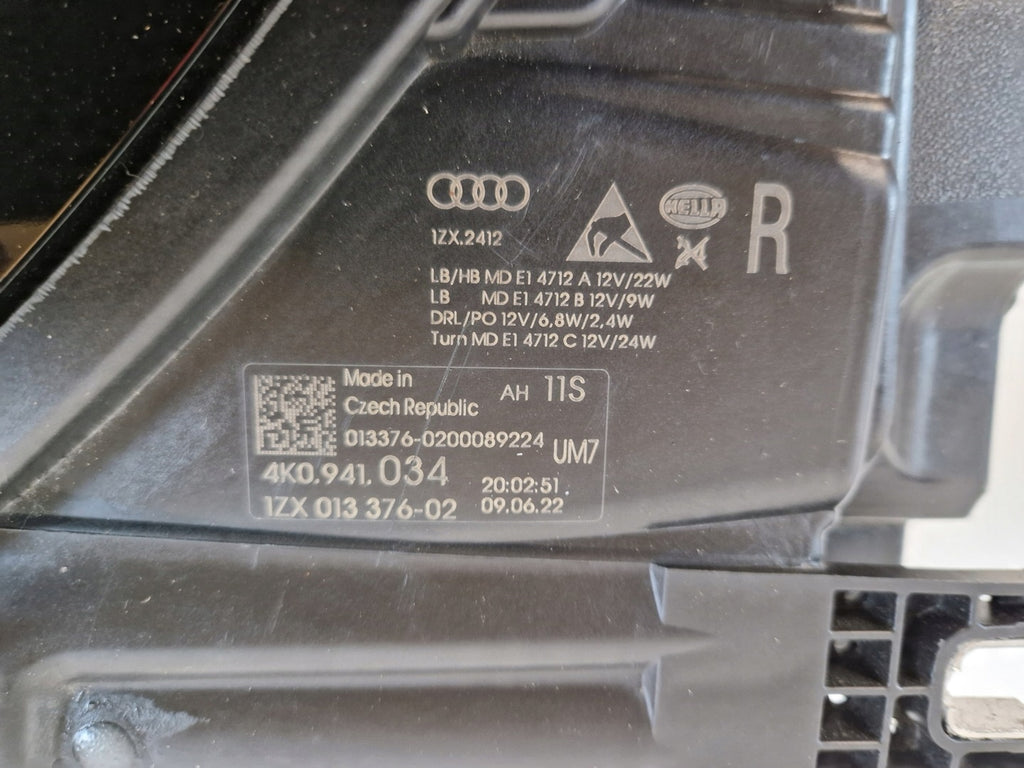 HELLA
R
1ZX.2412
LB/HB MD E1 4712 A 12V/22W
LB MD E1 4712 B 12V/9W
DRL/PO 12V/6,8W/2,4W
Turn MD E1 4712 C 12V/24W
Made in
Czech Republic
AH 11S
013376-0200089224
UM7
4K0.941.034
20:02:51
1ZX 013 376-02
09.06.22